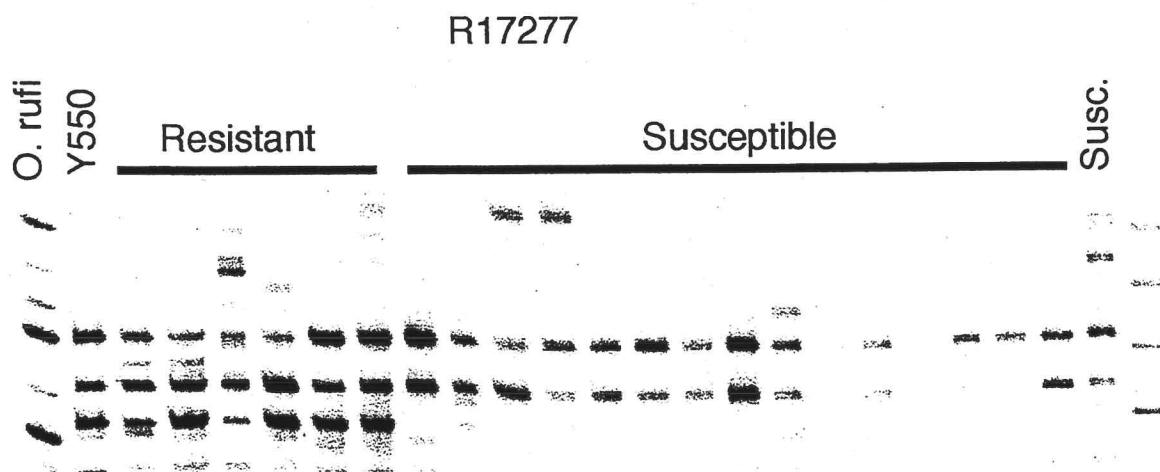 R17277
O. rufi
Y550
Resistant
Susceptible
Susc.